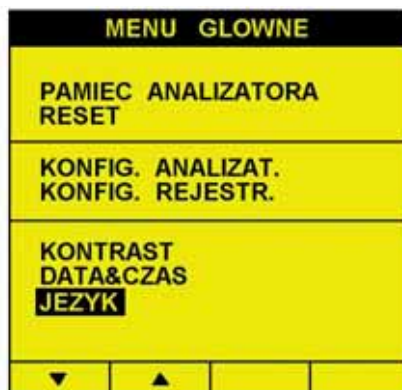 MENU GLOWNE
PAMIEC ANALIZATORA
RESET
KONFIG. ANALIZAT.
KONFIG. REJESTR.
KONTRAST
DATA&CZAS
JEZYK